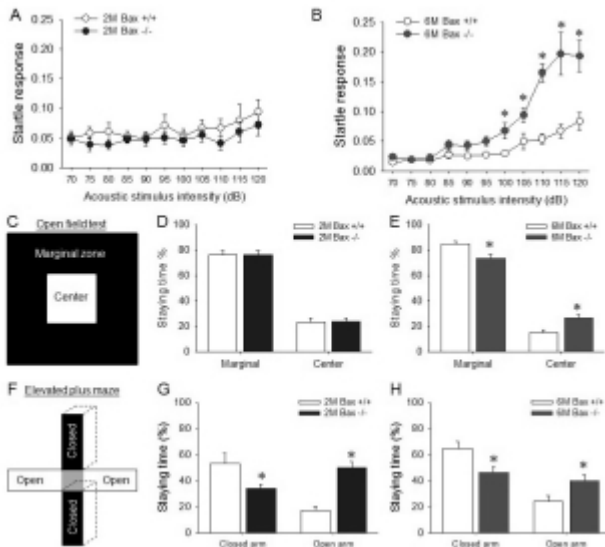 A
2M Bax +/+
2M Bax -/-
Startle response
0.25
0.20
0.15
0.10
0.05
0.00
70 75 80 85 90 95 100 105 110 115 120
Acoustic stimulus intensity (dB)
B
6M Bax +/+
6M Bax -/-
Startle response
0.25
0.20
0.15
0.10
0.05
0.00
* * * * *
70 75 80 85 90 95 100 105 110 115 120
Acoustic stimulus intensity (dB)
C
Open field test
Marginal zone
Center
D
2M Bax +/+
2M Bax -/-
Staying time %
100
80
60
40
20
0
Marginal Center
E
6M Bax +/+
6M Bax -/-
Staying time %
100
80
60
40
20
0
* *
Marginal Center
F
Elevated plus maze
Closed
Open Open
Closed
G
2M Bax +/+
2M Bax -/-
Staying time (%)
100
80
60
40
20
0
* *
Closed arm Open arm
H
6M Bax +/+
6M Bax -/-
Staying time (%)
100
80
60
40
20
0
* *
Closed arm Open arm